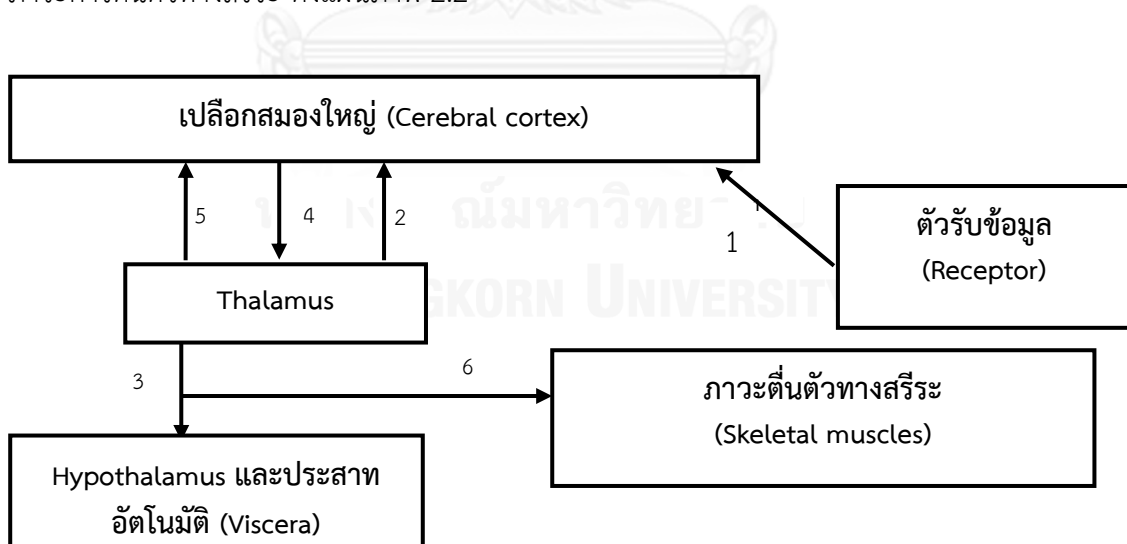 เปลือกสมองใหญ่ (Cerebral cortex)
5
4
2
1
ตัวรับข้อมูล
(Receptor)
Thalamus
GKORN UNIVERSITY
3
6
ภาวะตื่นตัวทางสรีระ
(Skeletal muscles)
Hypothalamus และประสาท
อัตโนมัติ (Viscera)